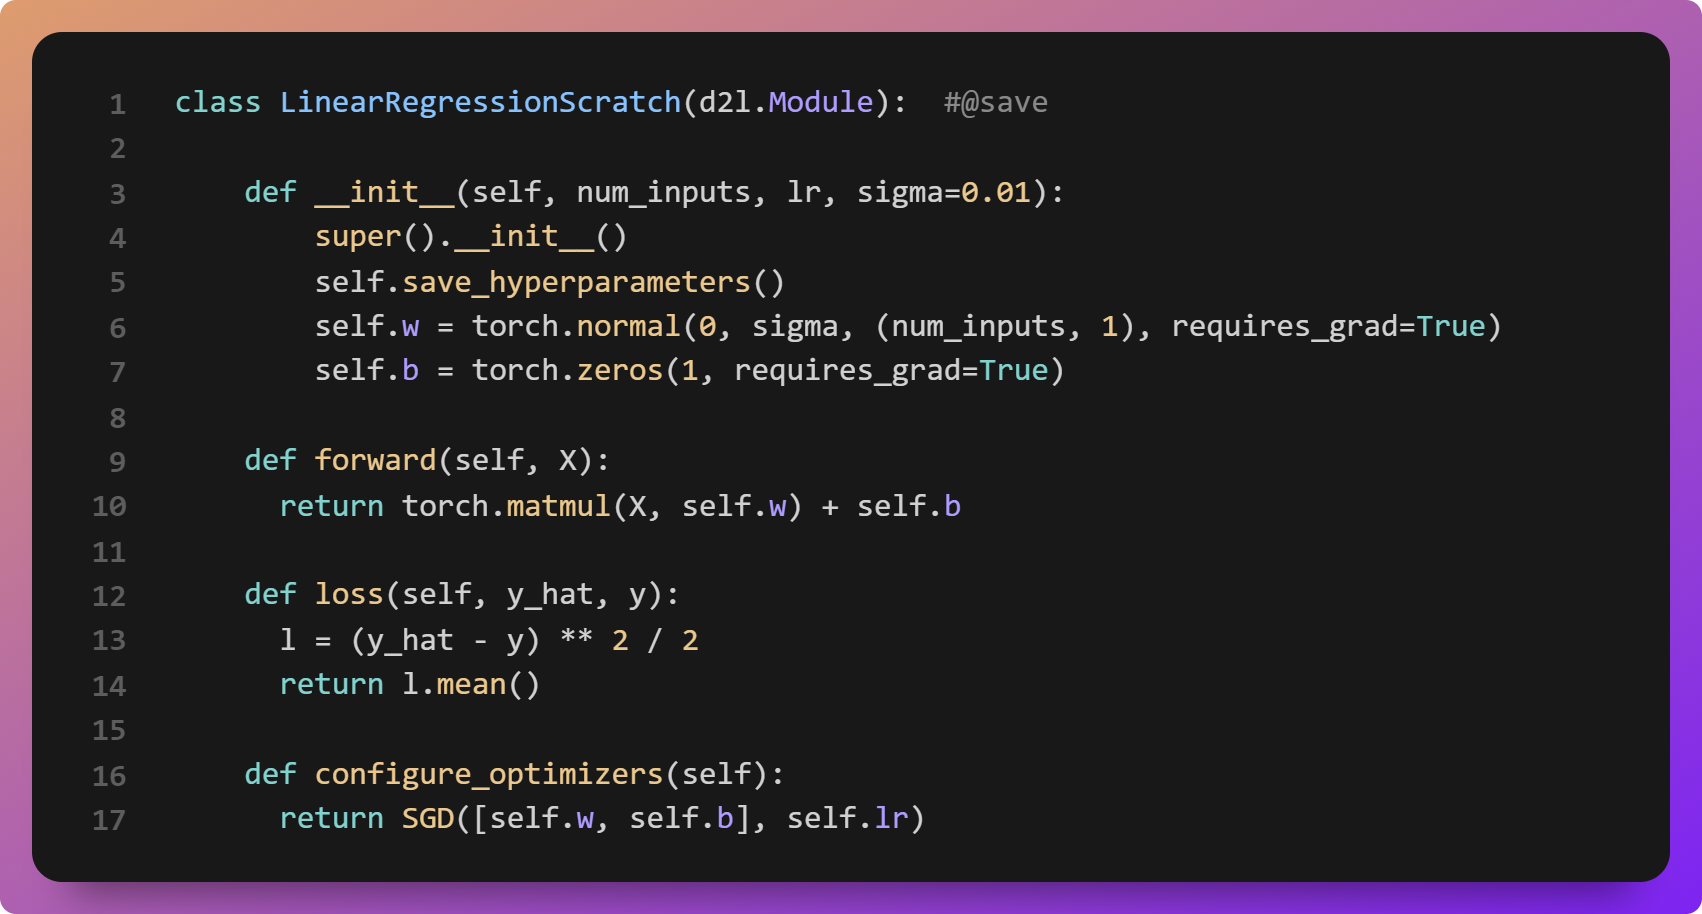 1 class LinearRegressionScratch(d2l.Module):  #@save
2
3     def __init__(self, num_inputs, lr, sigma=0.01):
4         super().__init__()
5         self.save_hyperparameters()
6         self.w = torch.normal(0, sigma, (num_inputs, 1), requires_grad=True)
7         self.b = torch.zeros(1, requires_grad=True)
8
9     def forward(self, X):
10       return torch.matmul(X, self.w) + self.b
11
12     def loss(self, y_hat, y):
13       l = (y_hat - y) ** 2 / 2
14       return l.mean()
15
16     def configure_optimizers(self):
17       return SGD([self.w, self.b], self.lr)